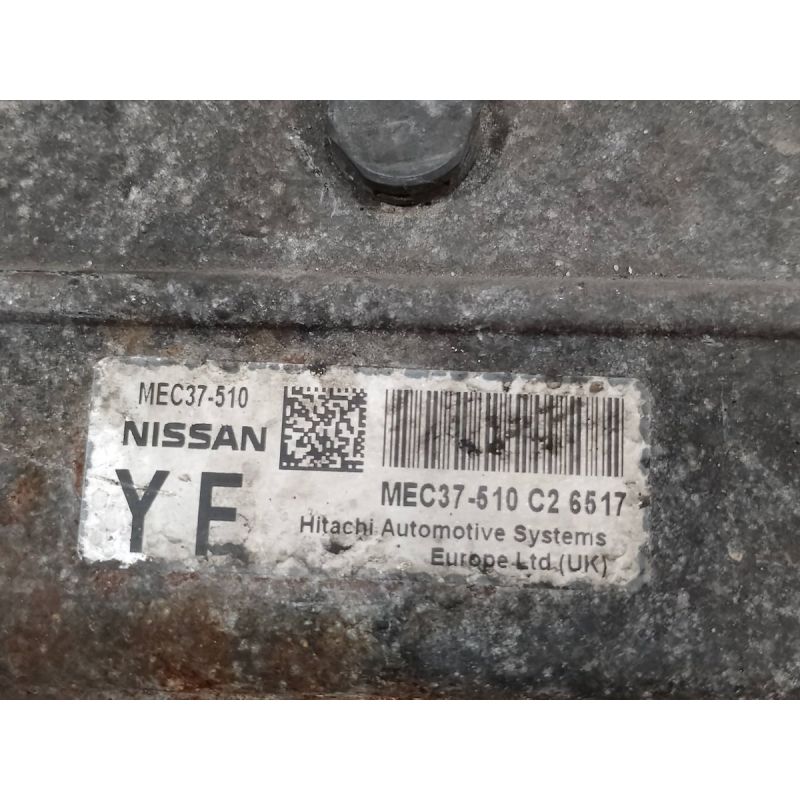 MEC37-510
NISSAN
YE
MEC37-510 C2 6517
Hitachi Automotive Systems
Europe Ltd (UK)